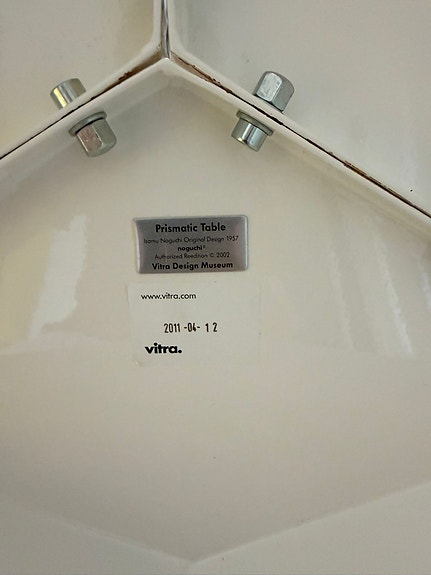 Prismatic Table
Isamu Noguchi Original Design 1957
noguchi®
Authorized Reedition © 2002
Vitra Design Museum
www.vitra.com
2011-04-12
vitra.